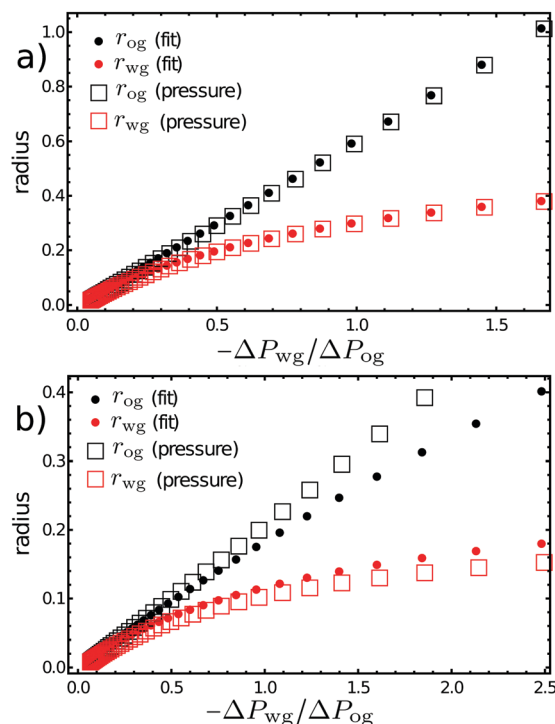 a)
r_og (fit)
r_wg (fit)
r_og (pressure)
r_wg (pressure)
radius
1.0
0.8
0.6
0.4
0.2
0.0
0.0 0.5 1.0 1.5
−ΔP_wg/ΔP_og
b)
r_og (fit)
r_wg (fit)
r_og (pressure)
r_wg (pressure)
radius
0.4
0.3
0.2
0.1
0.0
0.0 0.5 1.0 1.5 2.0 2.5
−ΔP_wg/ΔP_og